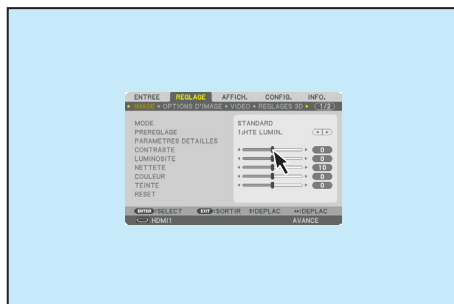 ENTREE REGLAGE AFFICH. CONFIG. INFO.
IMAGE • OPTIONS D'IMAGE • VIDEO • REGLAGES 3D 1/2
MODE STANDARD
PREREGLAGE 1:HTE LUMIN.
PARAMETRES DETAILLES
CONTRASTE 0
LUMINOSITE 0
NETTETE 10
COULEUR 0
TEINTE 0
RESET
ENTER :SELECT EXIT :SORTIR :DEPLAC :DEPLAC
HDMI1 AVANCE